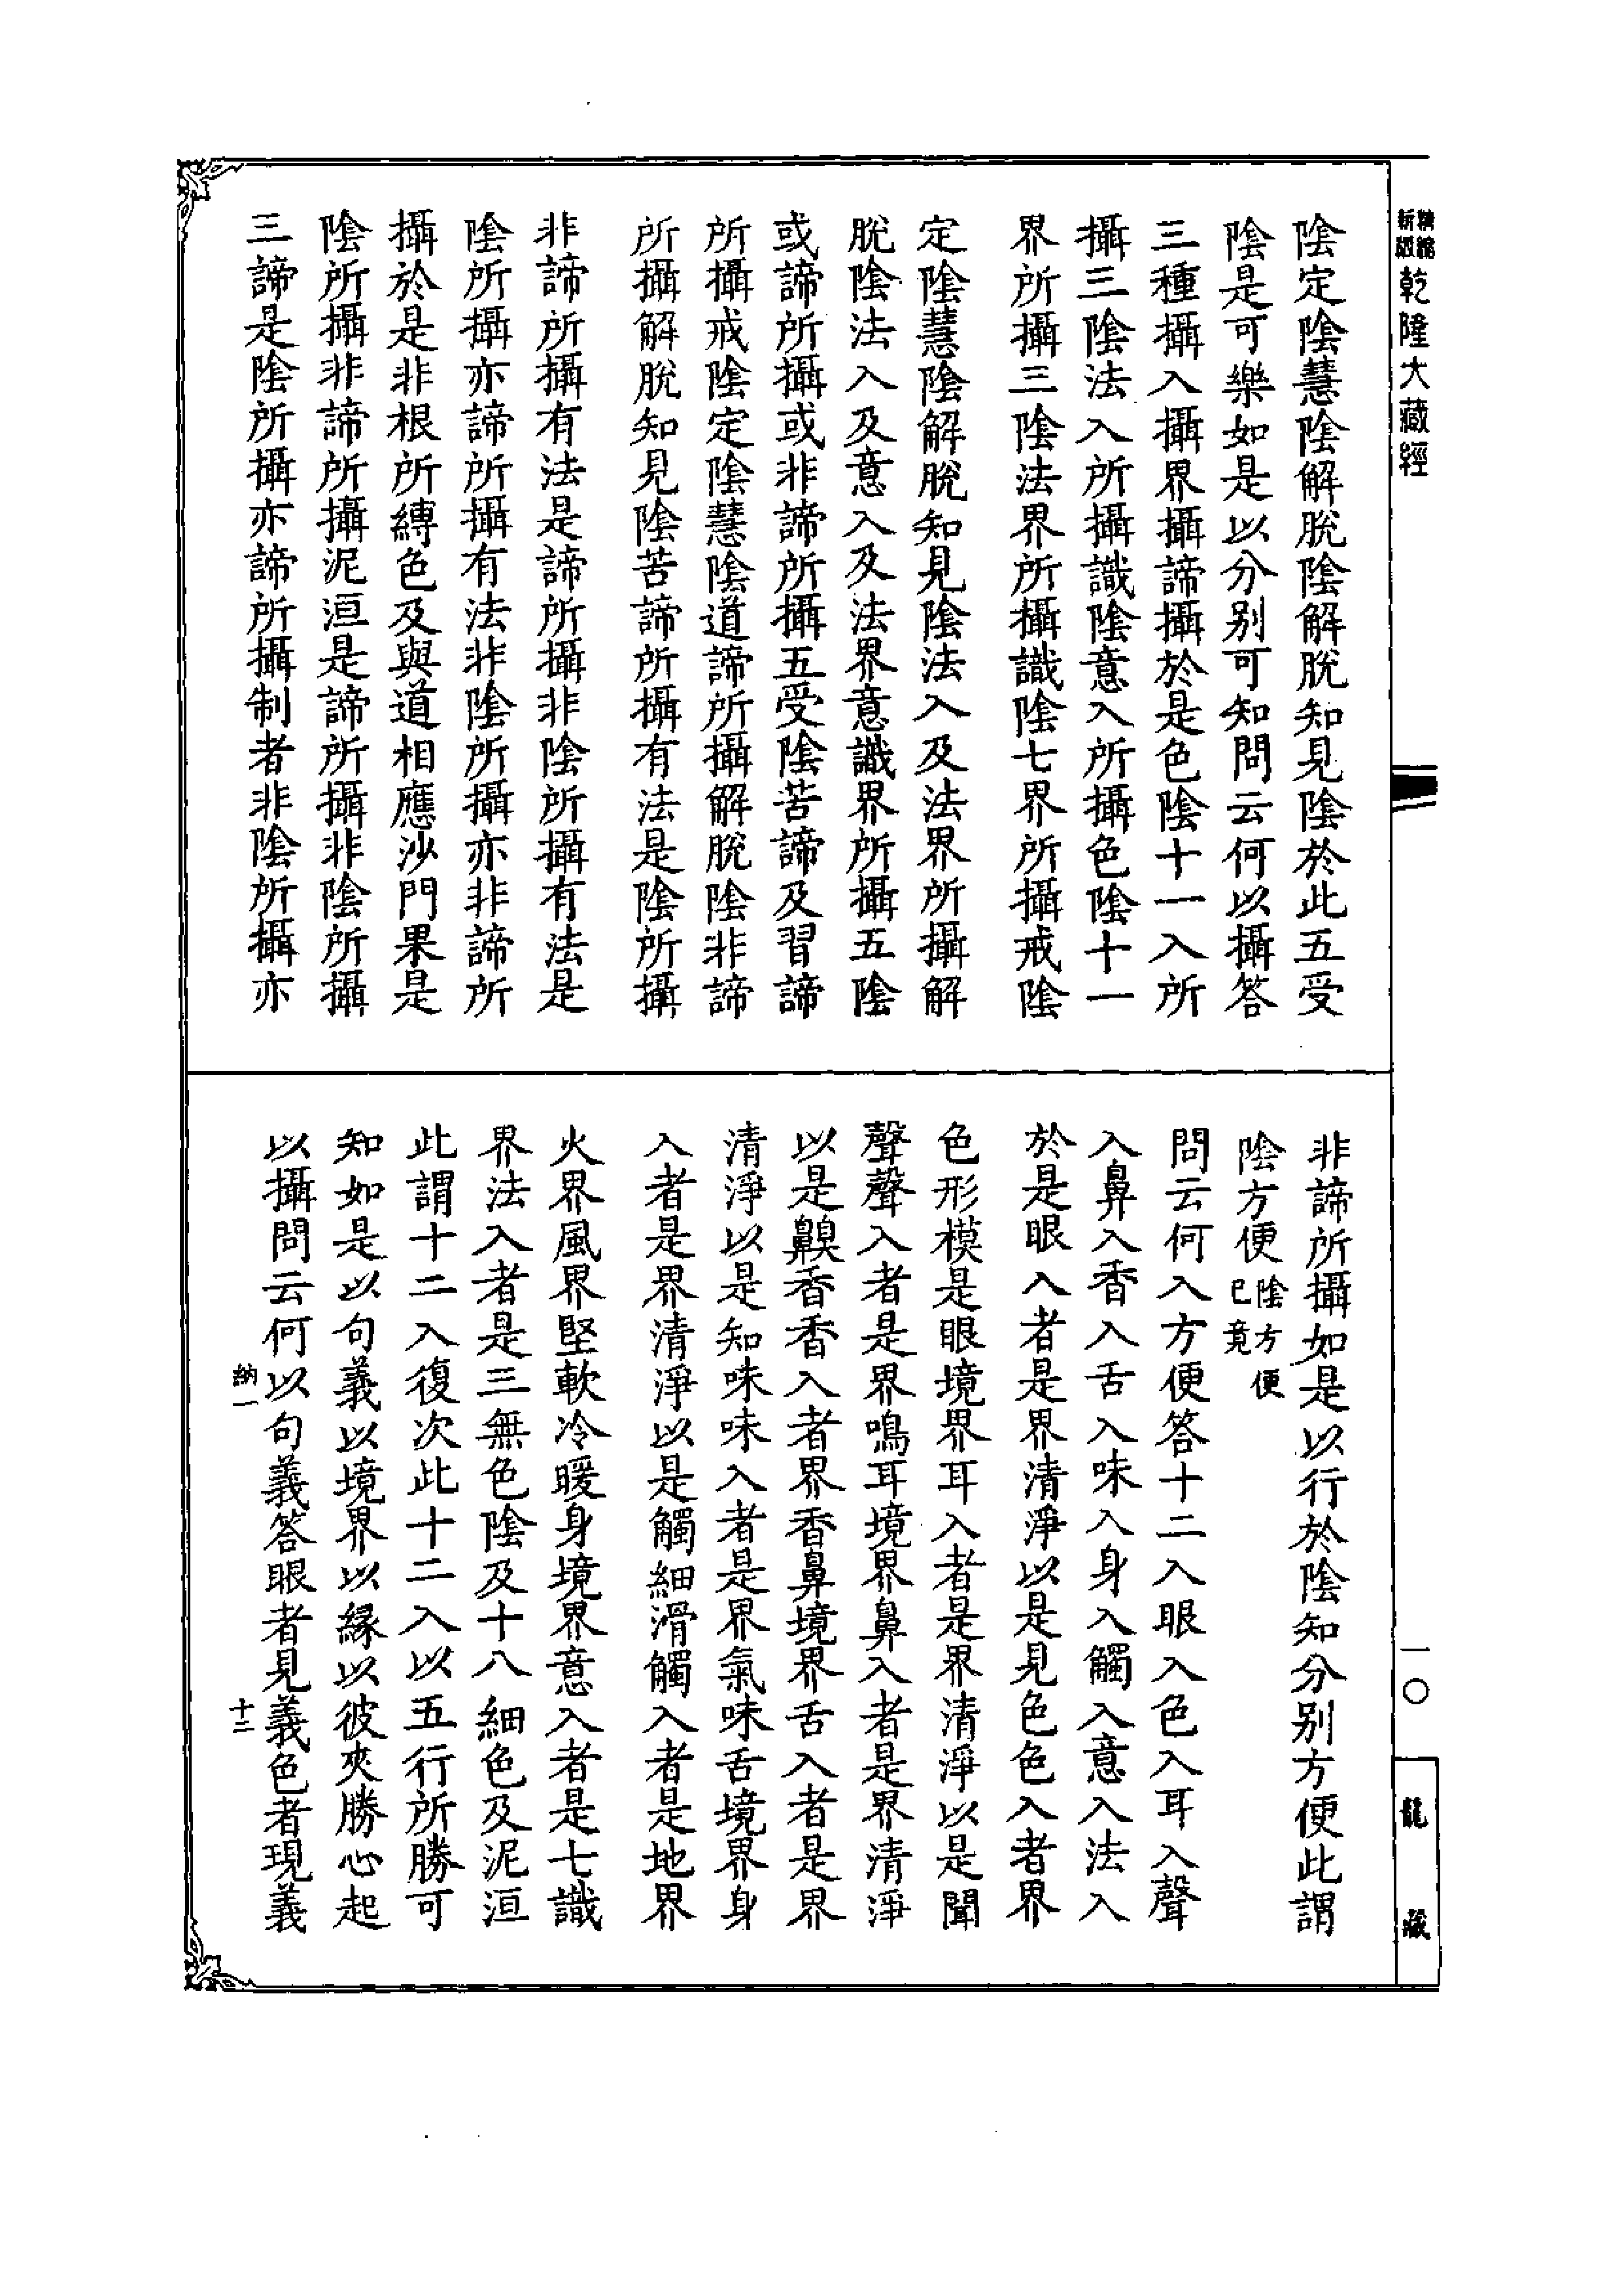 乾隆大藏經
陰定陰慧陰解脫陰解脫知見陰於此五受
陰是可樂如是以分別可知問云何以攝答
三種攝入攝界攝諦攝於是色陰十一入所
攝三陰法入所攝識陰意入所攝色陰十一
界所攝三陰法界所攝識陰七界所攝戒陰
定陰慧陰解脫知見陰法入及法界所攝解
脫陰法入及意入及法界意識界所攝五陰
或諦所攝或非諦所攝五受陰苦諦及習諦
所攝戒陰定陰慧陰道諦所攝解脫陰非諦
所攝解脫知見陰苦諦所攝有法是陰所攝
非諦所攝有法是諦所攝非陰所攝有法是
陰所攝亦諦所攝有法非陰所攝亦非諦所
攝於是非根所縛色及與道相應沙門果是
陰所攝非諦所攝泥洹是諦所攝非陰所攝
三諦是陰所攝亦諦所攝制者非陰所攝亦
非諦所攝如是以行於陰知分別方便此謂
陰方便陰方便已竟
問云何入方便答十二入眼入色入耳入聲
入鼻入香入舌入味入身入觸入意入法入
於是眼入者是界清淨以是見色色入者界
色形模是眼境界耳入者是界清淨以是聞
聲聲入者是界鳴耳境界鼻入者是界清淨
以是齅香香入者界香鼻境界舌入者是界
清淨以是知味味入者是界氣味舌境界身
入者是界清淨以是觸細滑觸入者是地界
火界風界堅軟冷暖身境界意入者是七識
界法入者是三無色陰及十八細色及泥洹
此謂十二入復次此十二入以五行所勝可
知如是以句義以境界以緣以彼夾勝心起
以攝問云何以句義答眼者見義色者現義
納一
十二
一〇
龍藏